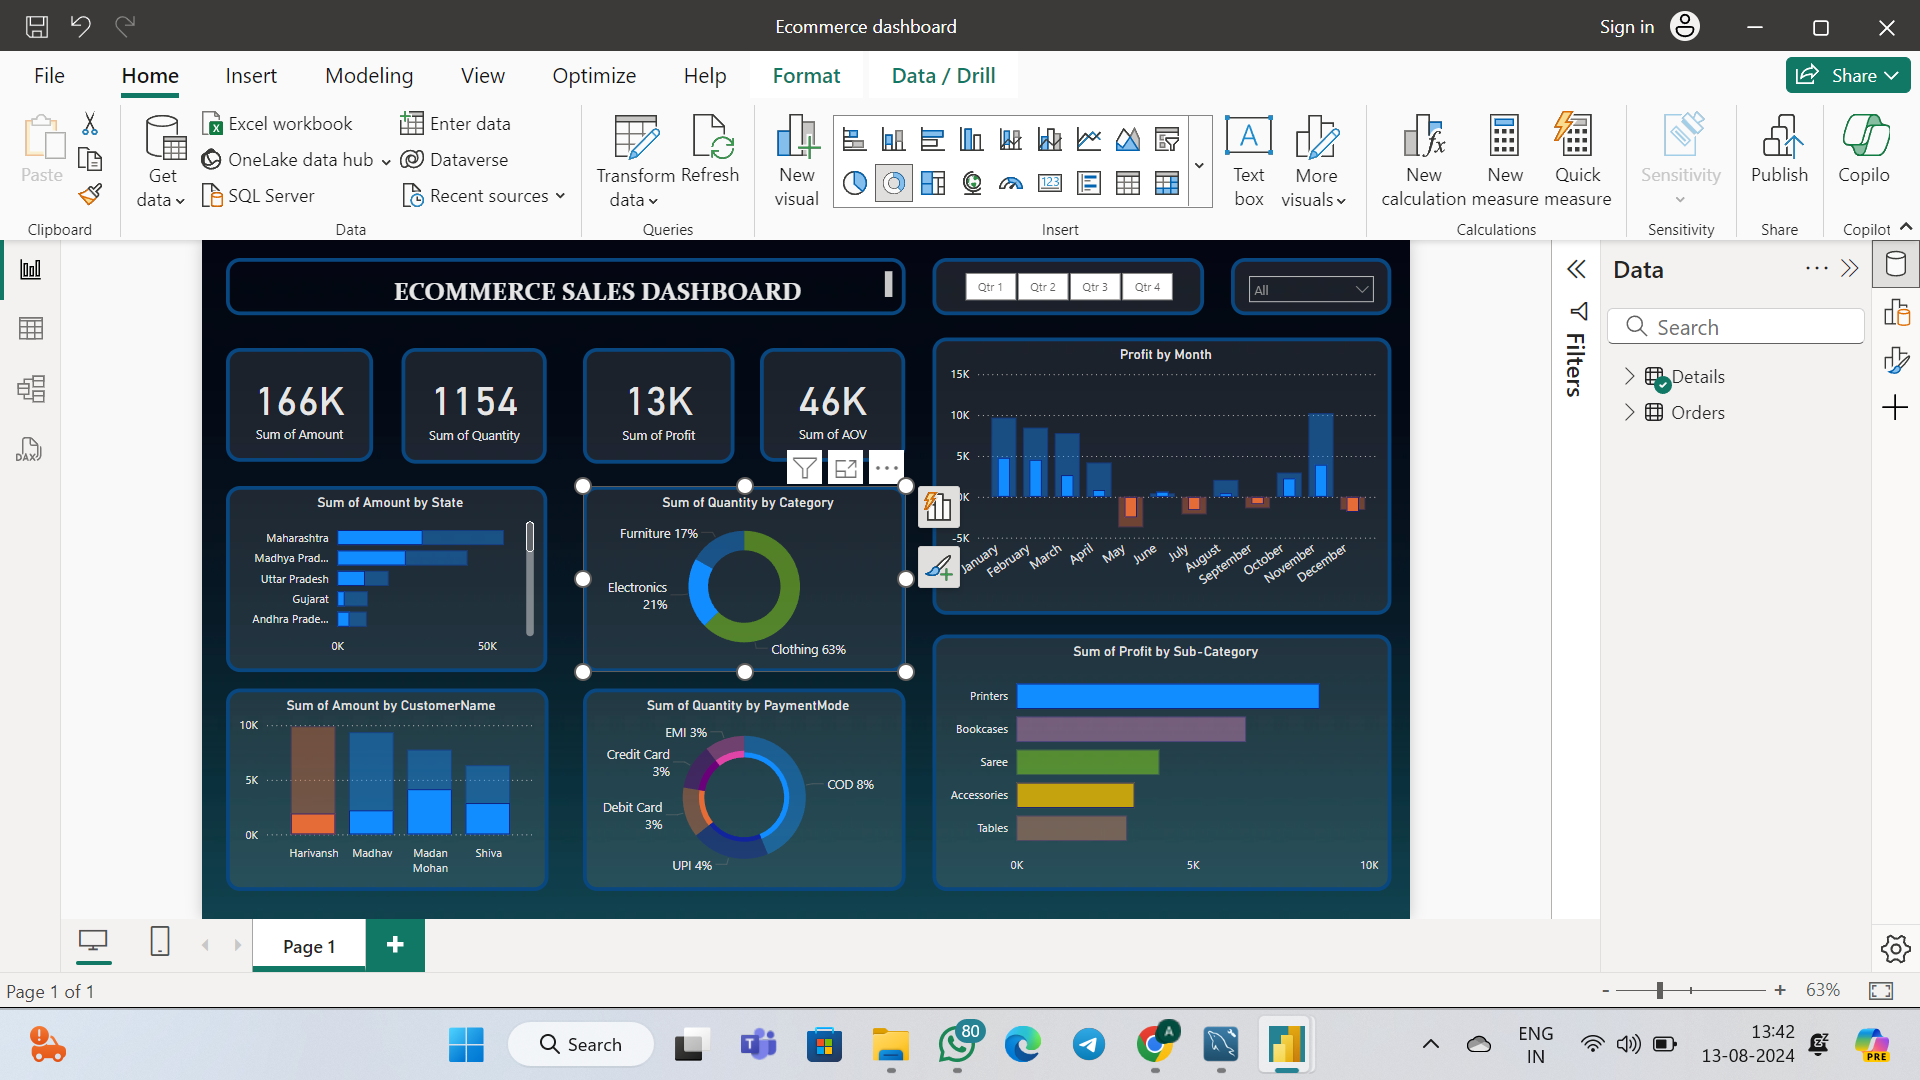 Ecommerce dashboard
Sign in
File
Home
Insert
Modeling
View
Optimize
Help
Format
Data / Drill
Share
Paste
Clipboard
Get data
Excel workbook
OneLake data hub
SQL Server
Enter data
Dataverse
Recent sources
Data
Transform data
Refresh
Queries
New visual
123
Text box
More visuals
Insert
New calculation
New measure
Quick measure
Calculations
Sensitivity
Sensitivity
Publish
Share
Copilo
Copilot
DAX
ECOMMERCE SALES DASHBOARD
Qtr 1
Qtr 2
Qtr 3
Qtr 4
All
166K
Sum of Amount
1154
Sum of Quantity
13K
Sum of Profit
46K
Sum of AOV
Profit by Month
15K
10K
5K
0K
-5K
January
February
March
April
May
June
July
August
September
October
November
December
Sum of Amount by State
Maharashtra
Madhya Prad...
Uttar Pradesh
Gujarat
Andhra Prade...
0K
50K
Sum of Quantity by Category
Furniture 17%
Electronics
21%
Clothing 63%
Sum of Amount by CustomerName
10K
5K
0K
Harivansh
Madhav
Madan
Mohan
Shiva
Sum of Quantity by PaymentMode
EMI 3%
Credit Card
3%
Debit Card
3%
UPI 4%
COD 8%
Sum of Profit by Sub-Category
Printers
Bookcases
Saree
Accessories
Tables
0K
5K
10K
Filters
Data
Search
Details
Orders
Page 1
Page 1 of 1
- + 63%
Search
80
A
ENG
IN
13:42
13-08-2024
PRE